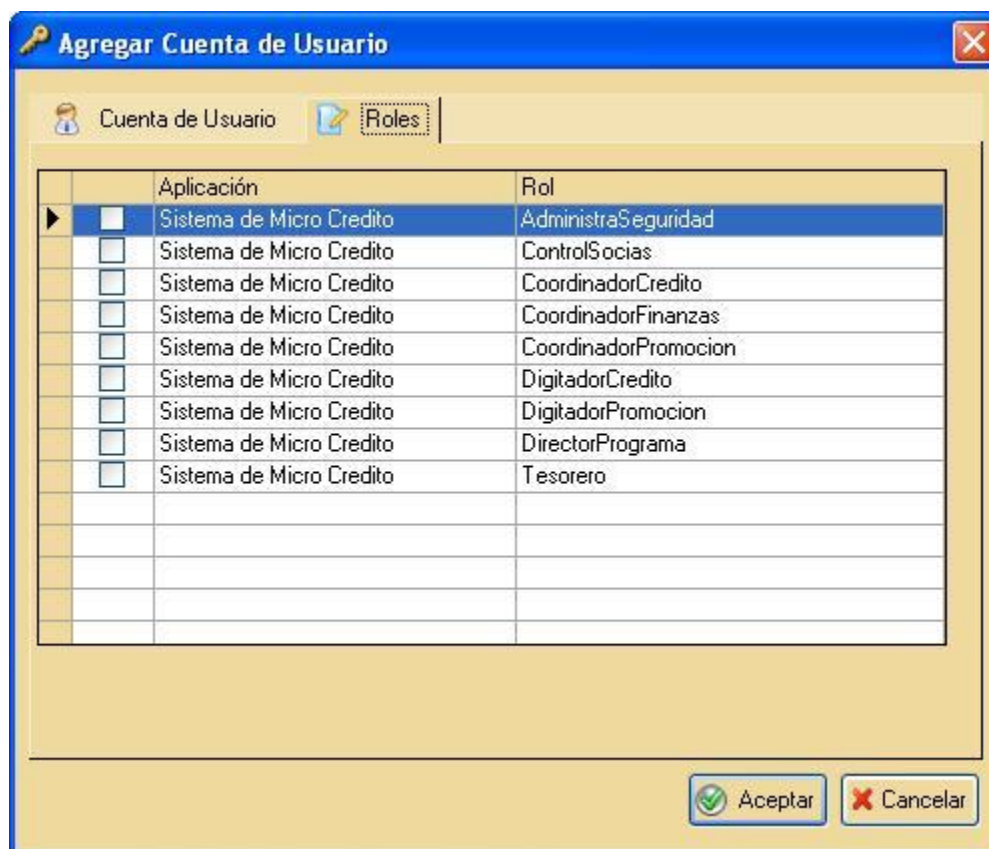 Agregar Cuenta de Usuario
Cuenta de Usuario Roles
Aplicación Rol
Sistema de Micro Credito AdministraSeguridad
Sistema de Micro Credito ControlSocias
Sistema de Micro Credito CoordinadorCredito
Sistema de Micro Credito CoordinadorFinanzas
Sistema de Micro Credito CoordinadorPromocion
Sistema de Micro Credito DigitadorCredito
Sistema de Micro Credito DigitadorPromocion
Sistema de Micro Credito DirectorPrograma
Sistema de Micro Credito Tesorero
Aceptar Cancelar